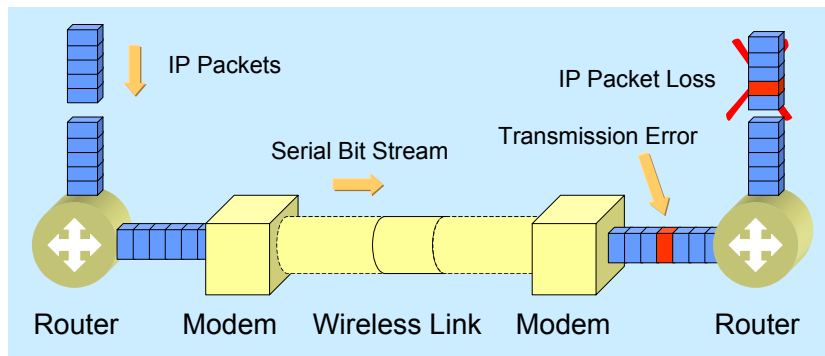 IP Packets
IP Packet Loss
Transmission Error
Serial Bit Stream
Router
Modem
Wireless Link
Modem
Router